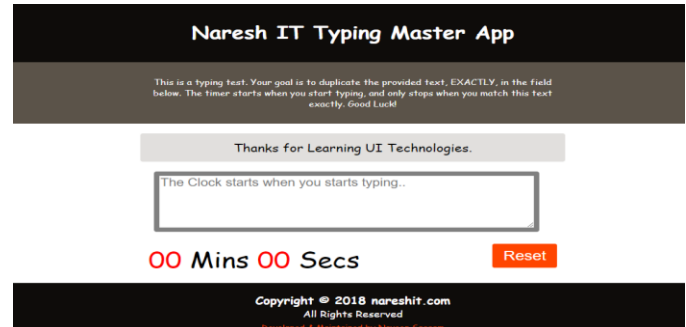 Naresh IT Typing Master App
This is a typing test. Your goal is to duplicate the provided text, EXACTLY, in the field
below. The timer starts when you start typing, and only stops when you match this text
exactly. Good Luck!
Thanks for Learning UI Technologies.
The Clock starts when you starts typing..
00 Mins 00 Secs
Reset
Copyright © 2018 nareshit.com
All Rights Reserved